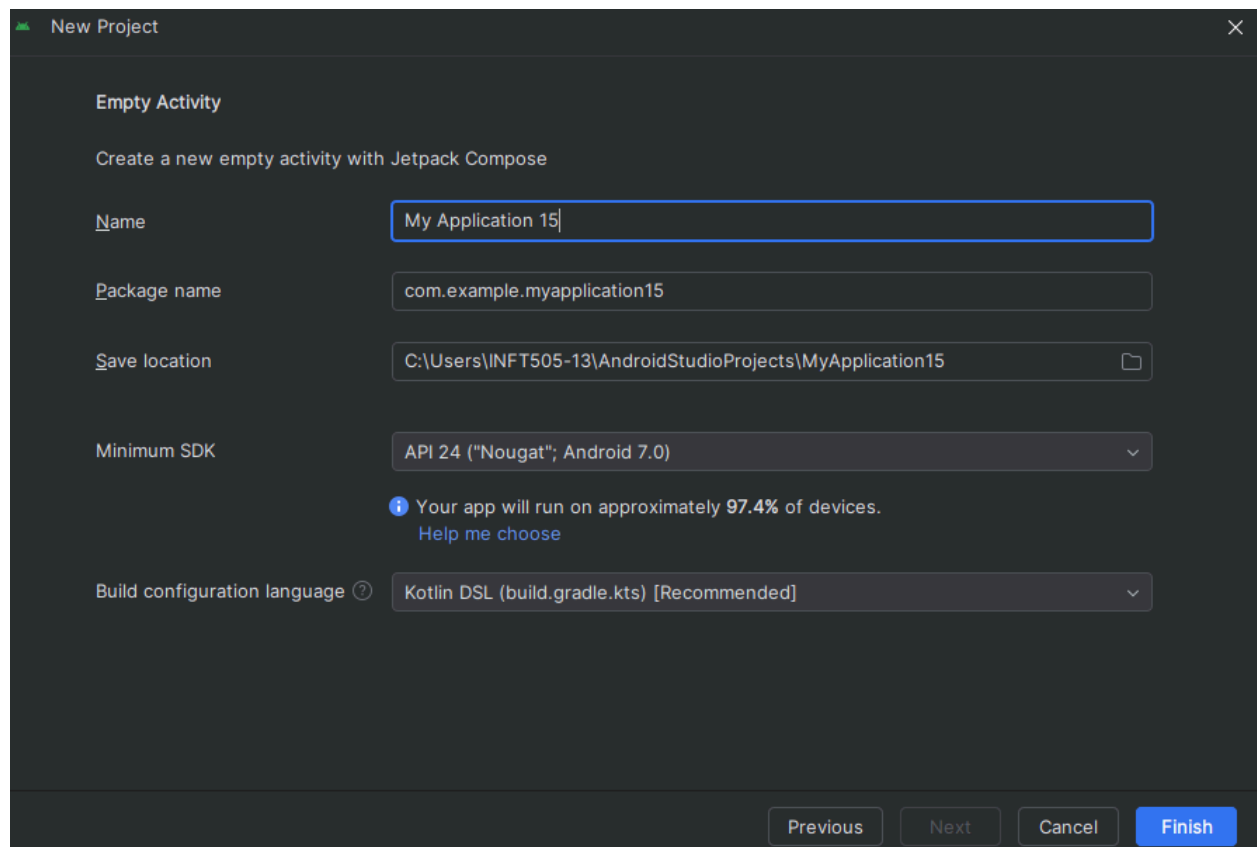 New Project
Empty Activity
Create a new empty activity with Jetpack Compose
Name
My Application 15
Package name
com.example.myapplication15
Save location
C:\Users\INFT505-13\AndroidStudioProjects\MyApplication15
Minimum SDK
API 24 ("Nougat"; Android 7.0)
Your app will run on approximately 97.4% of devices.
Help me choose
Build configuration language ?
Kotlin DSL (build.gradle.kts) [Recommended]
Previous
Next
Cancel
Finish